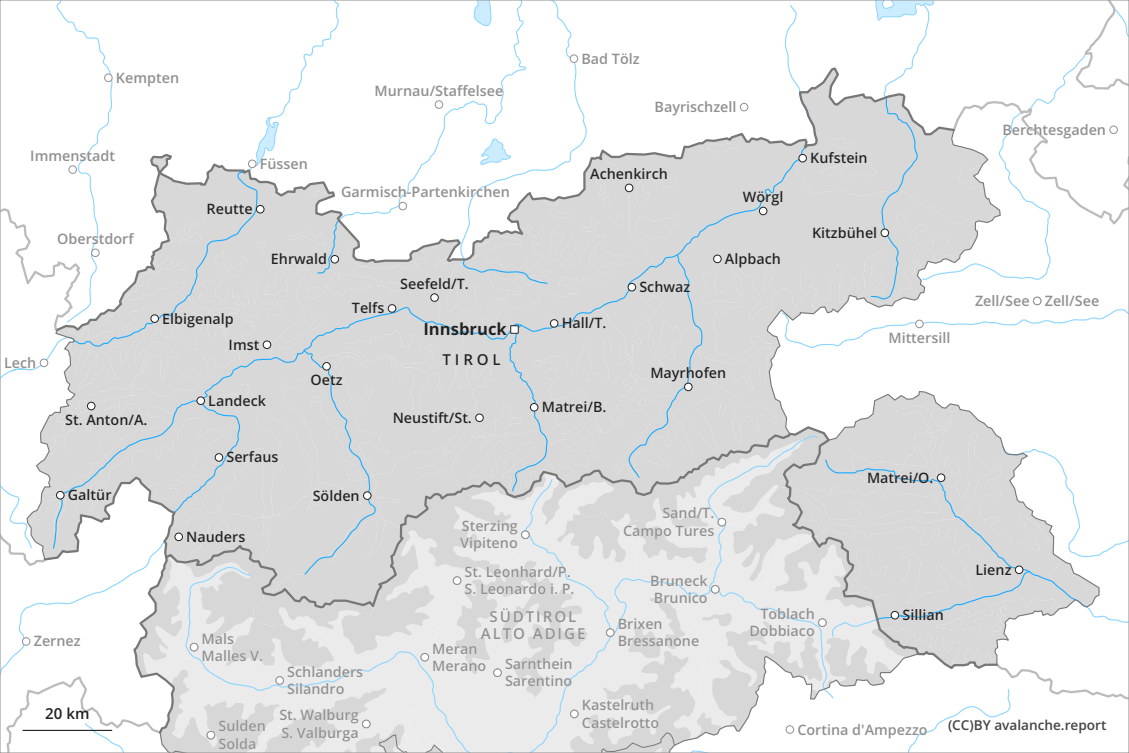 Kempten
Bad Tölz
Murnau/Staffelsee
Bayrischzell
Berchtesgaden
Immenstadt
Füssen
Kufstein
Achenkirch
Garmisch-Partenkirchen
Wörgl
Reutte
Kitzbühel
Oberstdorf
Ehrwald
Alpbach
Seefeld/T.
Schwaz
Zell/See
Zell/See
Telfs
Elbigenalp
Innsbruck
Hall/T.
Mittersill
Imst
TIROL
Lech
Oetz
Mayrhofen
Landeck
Matrei/B.
St. Anton/A.
Neustift/St.
Serfaus
Matrei/O.
Galtür
Sölden
Sand/T.
Campo Tures
Sterzing
Vipiteno
Nauders
St. Leonhard/P.
S. Leonardo i. P.
Lienz
Bruneck
Brunico
SÜDTIROL
ALTO ADIGE
Toblach
Dobbiaco
Sillian
Brixen
Bressanone
Zernez
Mals
Malles V.
Meran
Merano
Sarnthein
Sarentino
Schlanders
Silandro
Kastelruth
Castelrotto
20 km
St. Walburg
S. Valburga
Sulden
Solda
Cortina d'Ampezzo
(CC)BY avalanche.report